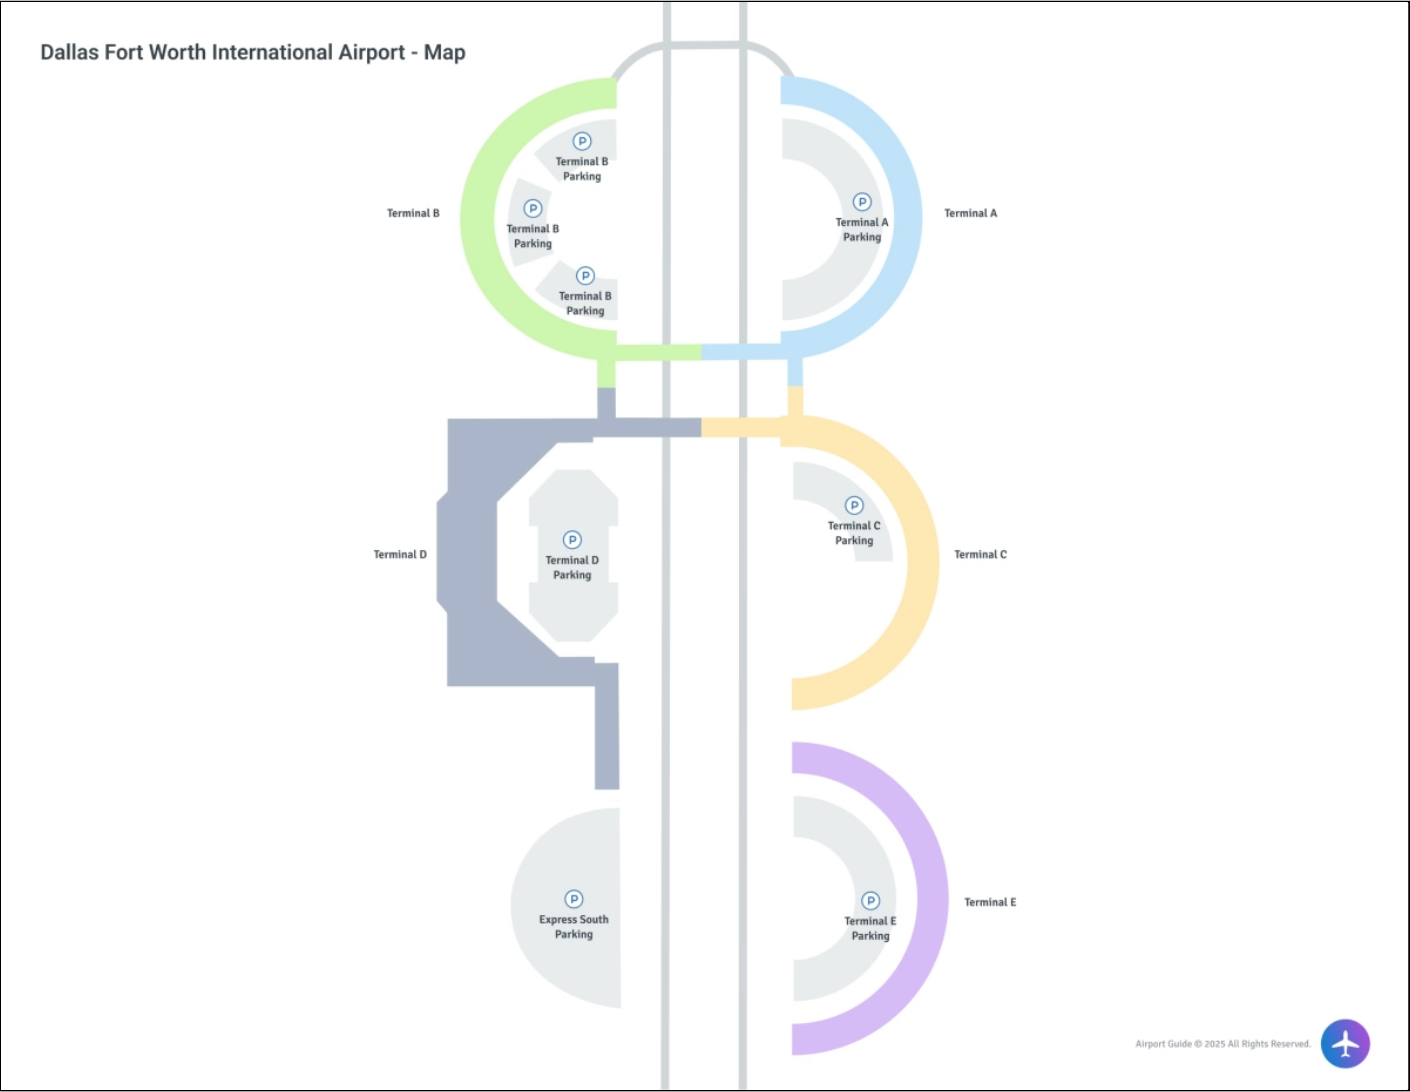 Dallas Fort Worth International Airport - Map
P
Terminal B
Parking
P
Terminal B
Parking
P
Terminal B
Parking
Terminal B
P
Terminal A
Parking
Terminal A
P
Terminal D
Parking
Terminal D
P
Terminal C
Parking
Terminal C
P
Express South
Parking
P
Terminal E
Parking
Terminal E
Airport Guide © 2025 All Rights Reserved.